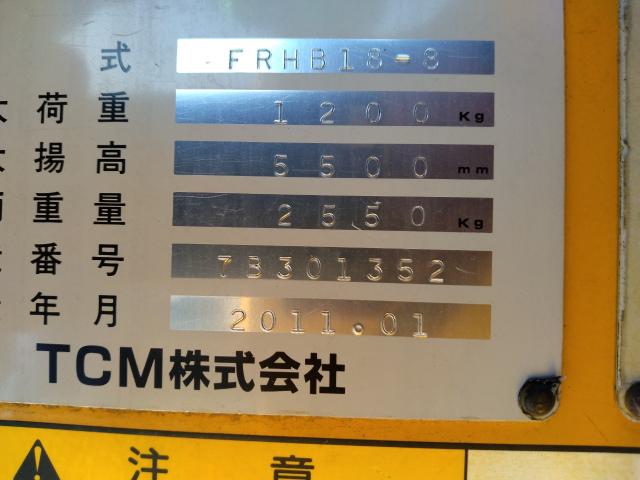 式 FRHB18-8
荷重 1200 Kg
揚高 5500 mm
重量 2550 Kg
番号 7B301352
年月 2011.01
TCM株式会社
注意